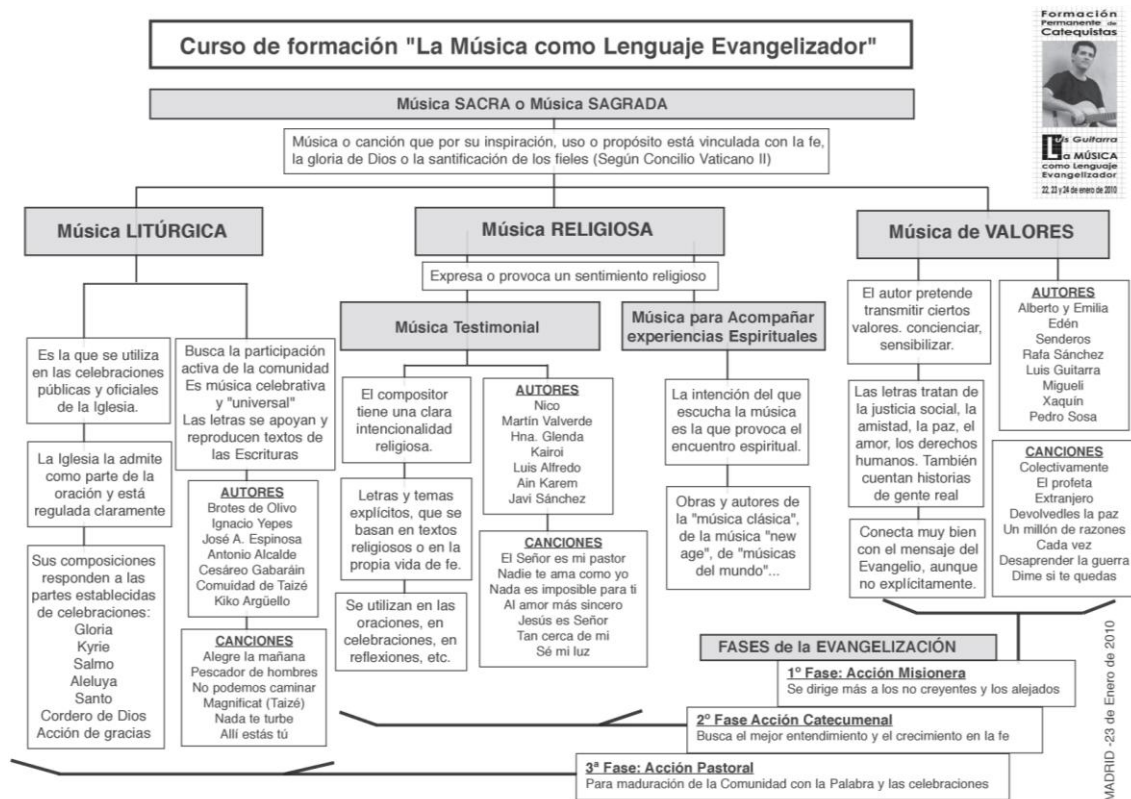 Curso de formación "La Música como Lenguaje Evangelizador"
Formación
Permanente de
Catequistas
Luis Guitarra
La MÚSICA
como Lenguaje
Evangelizador
22, 23 y 24 de enero de 2010
Música SACRA o Música SAGRADA
Música o canción que por su inspiración, uso o propósito está vinculada con la fe,
la gloria de Dios o la santificación de los fieles (Según Concilio Vaticano II)
Música LITÚRGICA
Es la que se utiliza
en las celebraciones
públicas y oficiales
de la Iglesia.
La Iglesia la admite
como parte de la
oración y está
regulada claramente
Sus composiciones
responden a las
partes establecidas
de celebraciones:
Gloria
Kyrie
Salmo
Aleluya
Santo
Cordero de Dios
Acción de gracias
Busca la participación
activa de la comunidad
Es música celebrativa
y "universal"
Las letras se apoyan y
reproducen textos de
las Escrituras
AUTORES
Brotes de Olivo
Ignacio Yepes
José A. Espinosa
Antonio Alcalde
Cesáreo Gabaráin
Comuidad de Taizé
Kiko Argüello
CANCIONES
Alegre la mañana
Pescador de hombres
No podemos caminar
Magnificat (Taizé)
Nada te turbe
Allí estás tú
Música RELIGIOSA
Expresa o provoca un sentimiento religioso
Música Testimonial
El compositor
tiene una clara
intencionalidad
religiosa.
Letras y temas
explícitos, que se
basan en textos
religiosos o en la
propia vida de fe.
Se utilizan en las
oraciones, en
celebraciones, en
reflexiones, etc.
AUTORES
Nico
Martín Valverde
Hna. Glenda
Kairoi
Luis Alfredo
Ain Karem
Javi Sánchez
CANCIONES
El Señor es mi pastor
Nadie te ama como yo
Nada es imposible para ti
Al amor más sincero
Jesús es Señor
Tan cerca de mi
Sé mi luz
Música para Acompañar
experiencias Espirituales
La intención del que
escucha la música
es la que provoca el
encuentro espiritual.
Obras y autores de
la "música clásica",
de la música "new
age", de "músicas
del mundo"...
Música de VALORES
El autor pretende
transmitir ciertos
valores. concienciar,
sensibilizar.
Las letras tratan de
la justicia social, la
amistad, la paz, el
amor, los derechos
humanos. También
cuentan historias
de gente real
Conecta muy bien
con el mensaje del
Evangelio, aunque
no explícitamente.
AUTORES
Alberto y Emilia
Edén
Senderos
Rafa Sánchez
Luis Guitarra
Migueli
Xaquín
Pedro Sosa
CANCIONES
Colectivamente
El profeta
Extranjero
Devolvedles la paz
Un millón de razones
Cada vez
Desaprender la guerra
Dime si te quedas
FASES de la EVANGELIZACIÓN
1º Fase: Acción Misionera
Se dirige más a los no creyentes y los alejados
2º Fase Acción Catecumenal
Busca el mejor entendimiento y el crecimiento en la fe
3ª Fase: Acción Pastoral
Para maduración de la Comunidad con la Palabra y las celebraciones
MADRID -23 de Enero de 2010